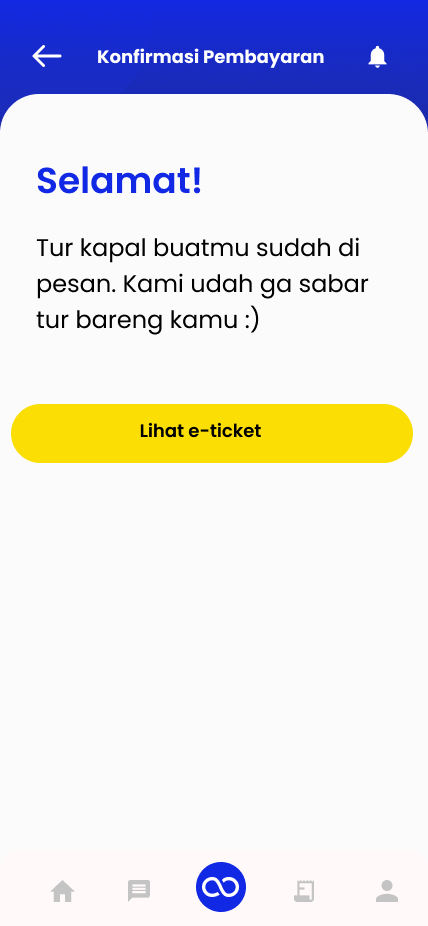 Konfirmasi Pembayaran
Selamat!
Tur kapal buatmu sudah di
pesan. Kami udah ga sabar
tur bareng kamu :)
Lihat e-ticket